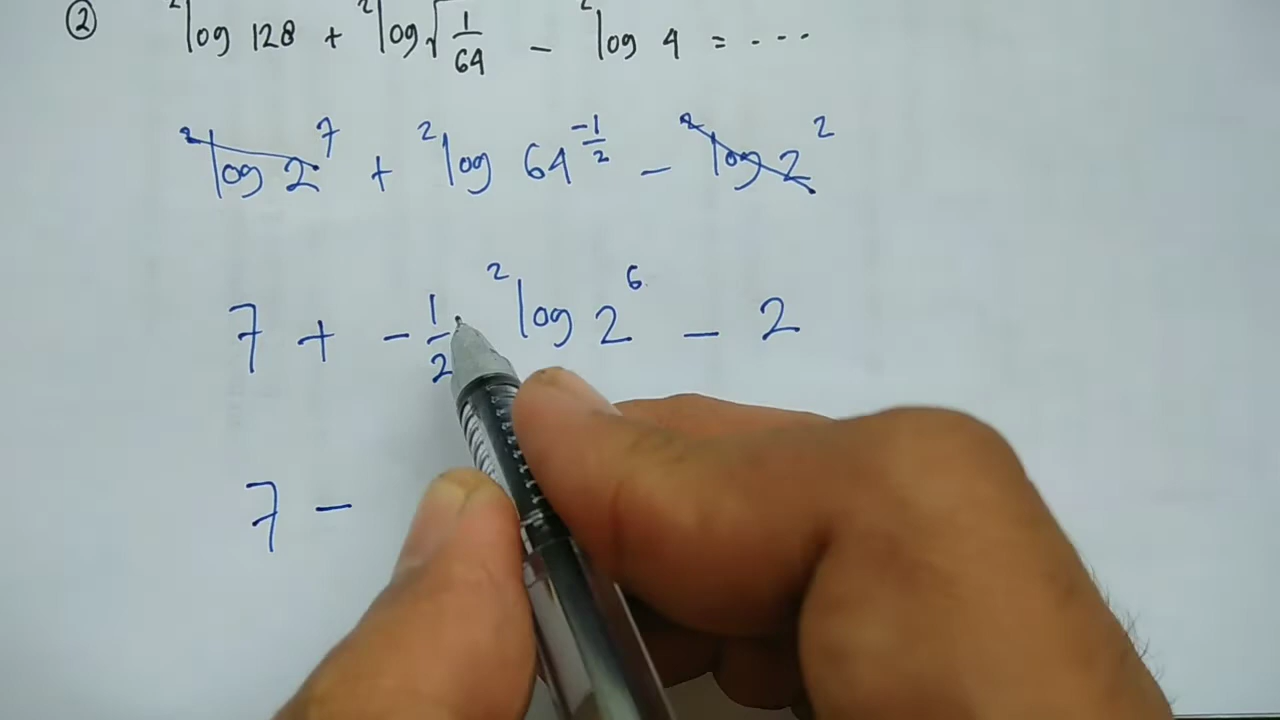 ② ²log 128 + ²log √(1/64) - ²log 4 = ...
²log 2⁷ + ²log 64^(-1/2) - ²log 2²
7 + -1/2 ²log 2⁶ - 2
7 -